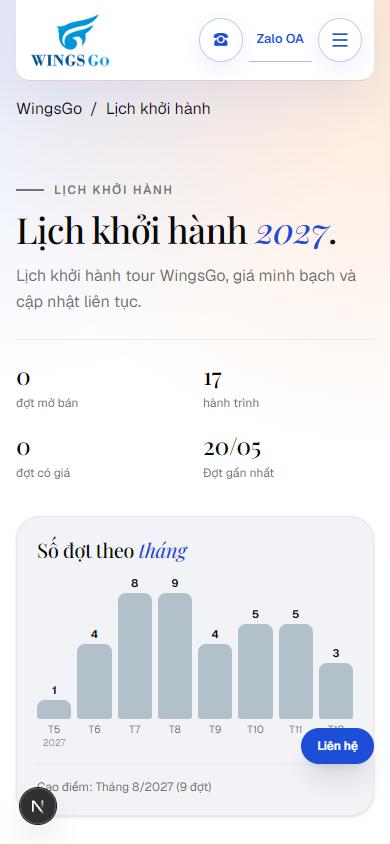 WINGS Go
Zalo OA
WingsGo / Lịch khởi hành
LỊCH KHỞI HÀNH
Lịch khởi hành 2027.
Lịch khởi hành tour WingsGo, giá minh bạch và
cập nhật liên tục.
0
đợt mở bán
17
hành trình
0
đợt có giá
20/05
Đợt gần nhất
Số đợt theo tháng
1 4 8 9 4 5 5 3
T5 T6 T7 T8 T9 T10 T11
2027
Liên hệ
Cao điểm: Tháng 8/2027 (9 đợt)
N